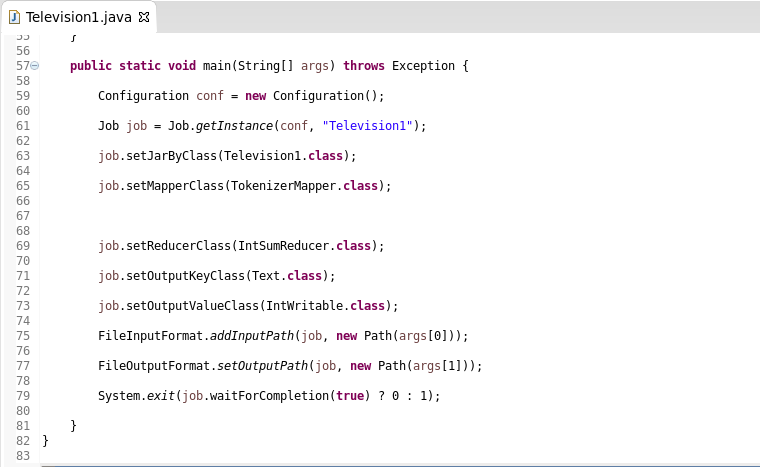 Television1.java
55 }
56
57 public static void main(String[] args) throws Exception {
58
59 Configuration conf = new Configuration();
60
61 Job job = Job.getInstance(conf, "Television1");
62
63 job.setJarByClass(Television1.class);
64
65 job.setMapperClass(TokenizerMapper.class);
66
67
68
69 job.setReducerClass(IntSumReducer.class);
70
71 job.setOutputKeyClass(Text.class);
72
73 job.setOutputValueClass(IntWritable.class);
74
75 FileInputFormat.addInputPath(job, new Path(args[0]));
76
77 FileOutputFormat.setOutputPath(job, new Path(args[1]));
78
79 System.exit(job.waitForCompletion(true) ? 0 : 1);
80
81 }
82 }
83